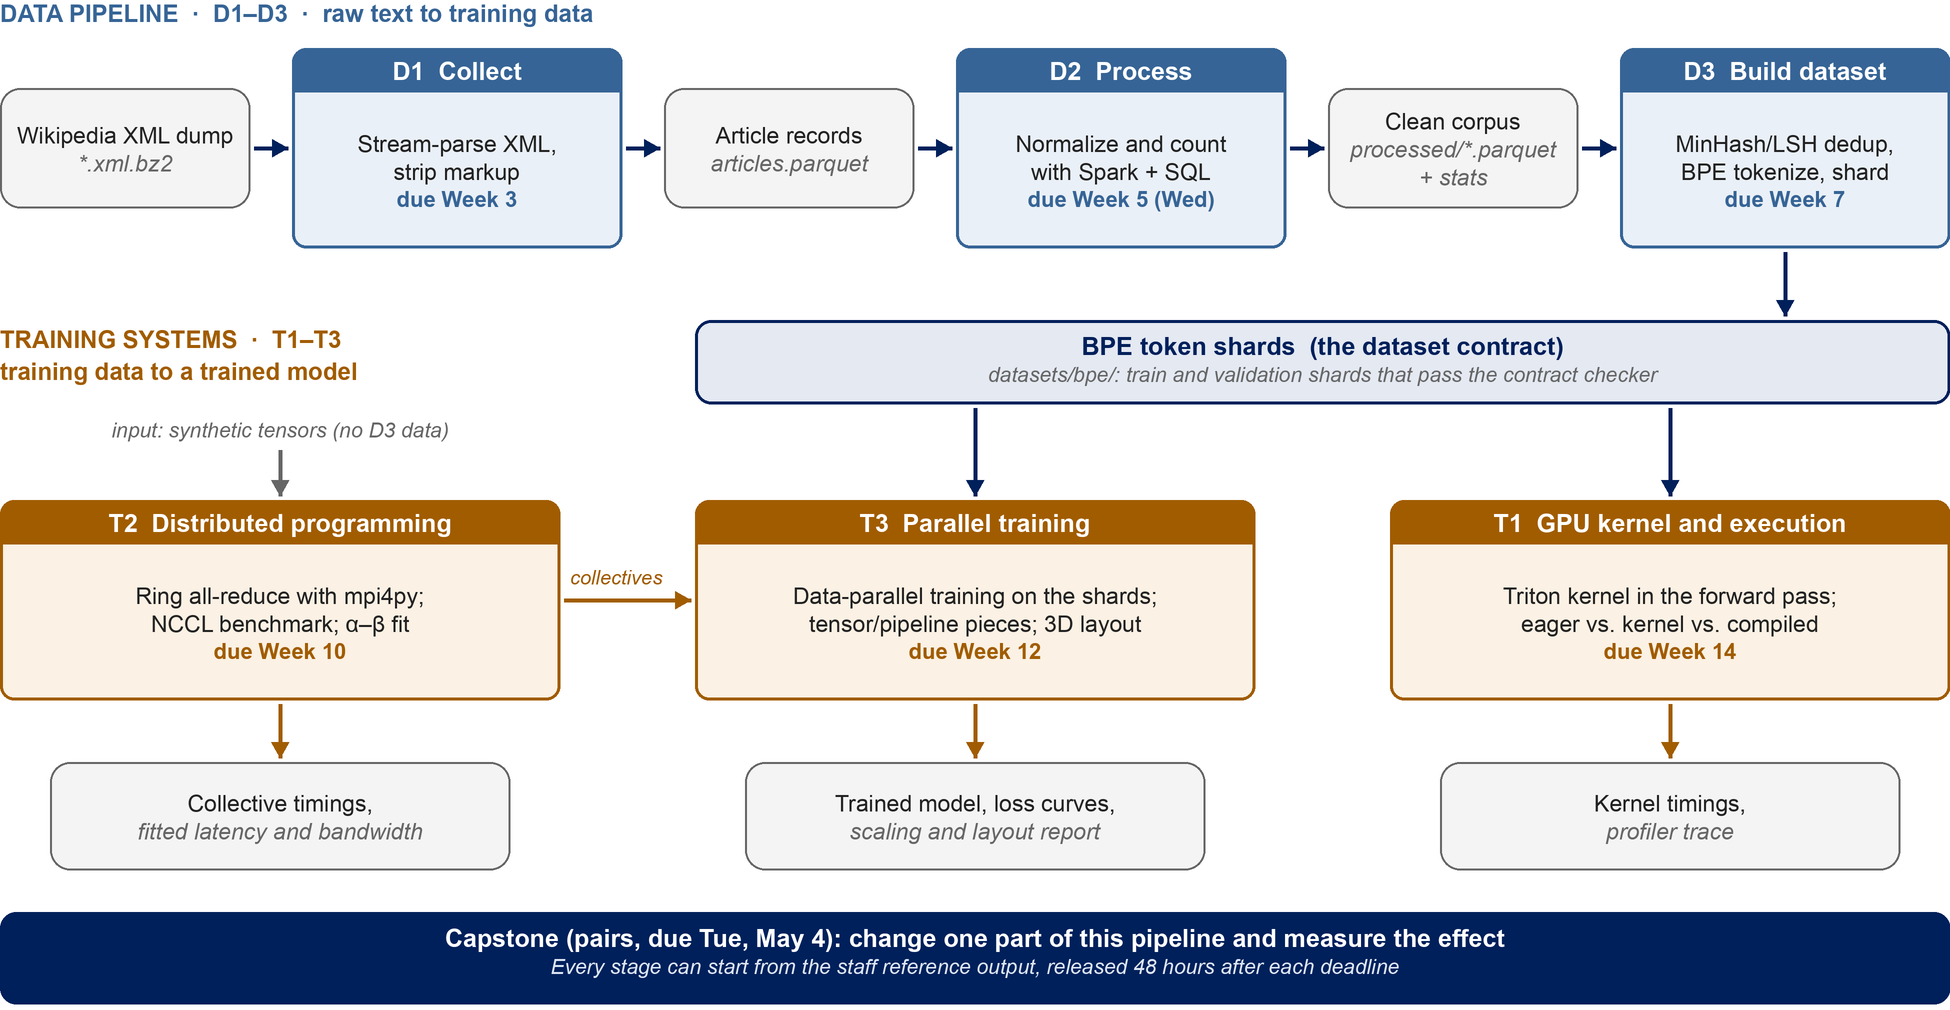 DATA PIPELINE · D1–D3 · raw text to training data
Wikipedia XML dump
*.xml.bz2
D1 Collect
Stream-parse XML,
strip markup
due Week 3
Article records
articles.parquet
D2 Process
Normalize and count
with Spark + SQL
due Week 5 (Wed)
Clean corpus
processed/*.parquet
+ stats
D3 Build dataset
MinHash/LSH dedup,
BPE tokenize, shard
due Week 7
TRAINING SYSTEMS · T1–T3
training data to a trained model
BPE token shards (the dataset contract)
datasets/bpe/: train and validation shards that pass the contract checker
input: synthetic tensors (no D3 data)
T2 Distributed programming
Ring all-reduce with mpi4py;
NCCL benchmark; α–β fit
due Week 10
collectives
T3 Parallel training
Data-parallel training on the shards;
tensor/pipeline pieces; 3D layout
due Week 12
T1 GPU kernel and execution
Triton kernel in the forward pass;
eager vs. kernel vs. compiled
due Week 14
Collective timings,
fitted latency and bandwidth
Trained model, loss curves,
scaling and layout report
Kernel timings,
profiler trace
Capstone (pairs, due Tue, May 4): change one part of this pipeline and measure the effect
Every stage can start from the staff reference output, released 48 hours after each deadline